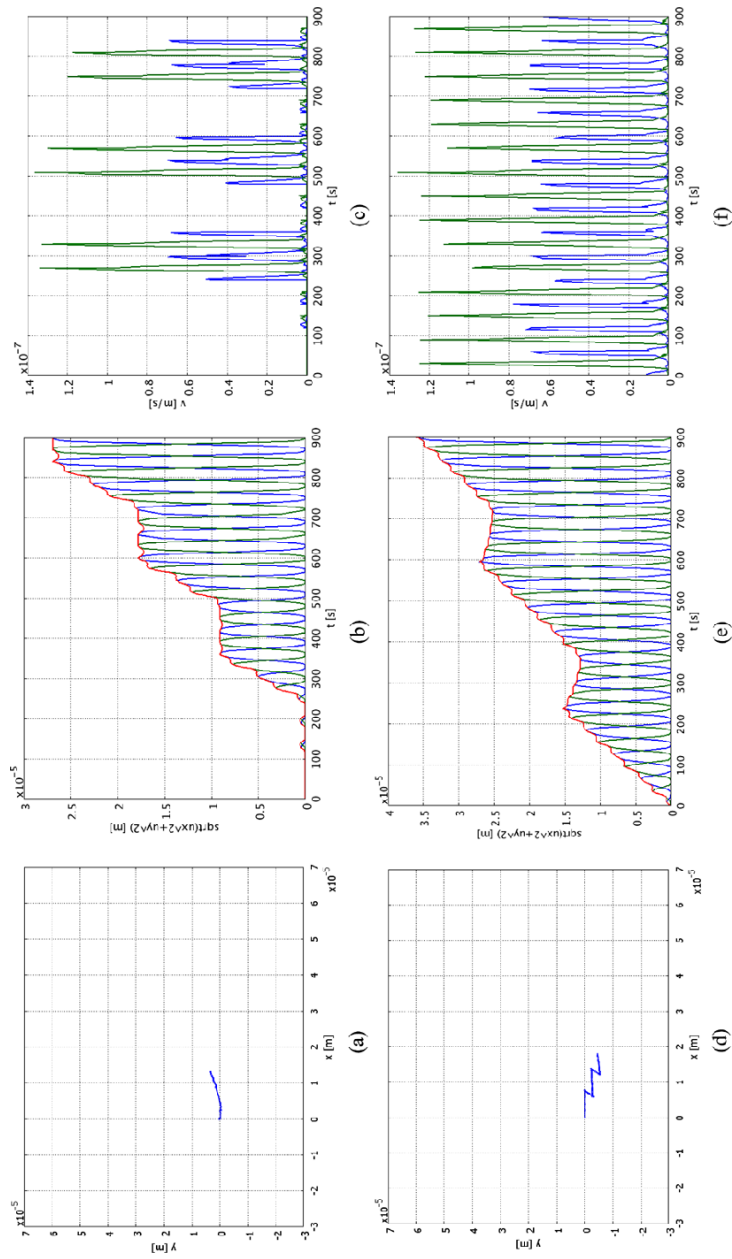 x10^-5
7
6
5
4
3
2
1
0
-1
-2
-3
y [m]
-2 -1 0 1 2 3 4 5 6 7
x [m]
x10^-5
(a)
x10^-5
3
2.5
2
1.5
1
0.5
0
sqrt(ux^2+uy^2) [m]
0 100 200 300 400 500 600 700 800 900
t [s]
(b)
x10^-7
1.4
1.2
1
0.8
0.6
0.4
0.2
0
v [m/s]
0 100 200 300 400 500 600 700 800 900
t [s]
(c)
x10^-5
7
6
5
4
3
2
1
0
-1
-2
-3
y [m]
-2 -1 0 1 2 3 4 5 6 7
x [m]
x10^-5
(d)
x10^-5
4
3.5
3
2.5
2
1.5
1
0.5
0
sqrt(ux^2+uy^2) [m]
0 100 200 300 400 500 600 700 800 900
t [s]
(e)
x10^-7
1.4
1.2
1
0.8
0.6
0.4
0.2
0
v [m/s]
0 100 200 300 400 500 600 700 800 900
t [s]
(f)